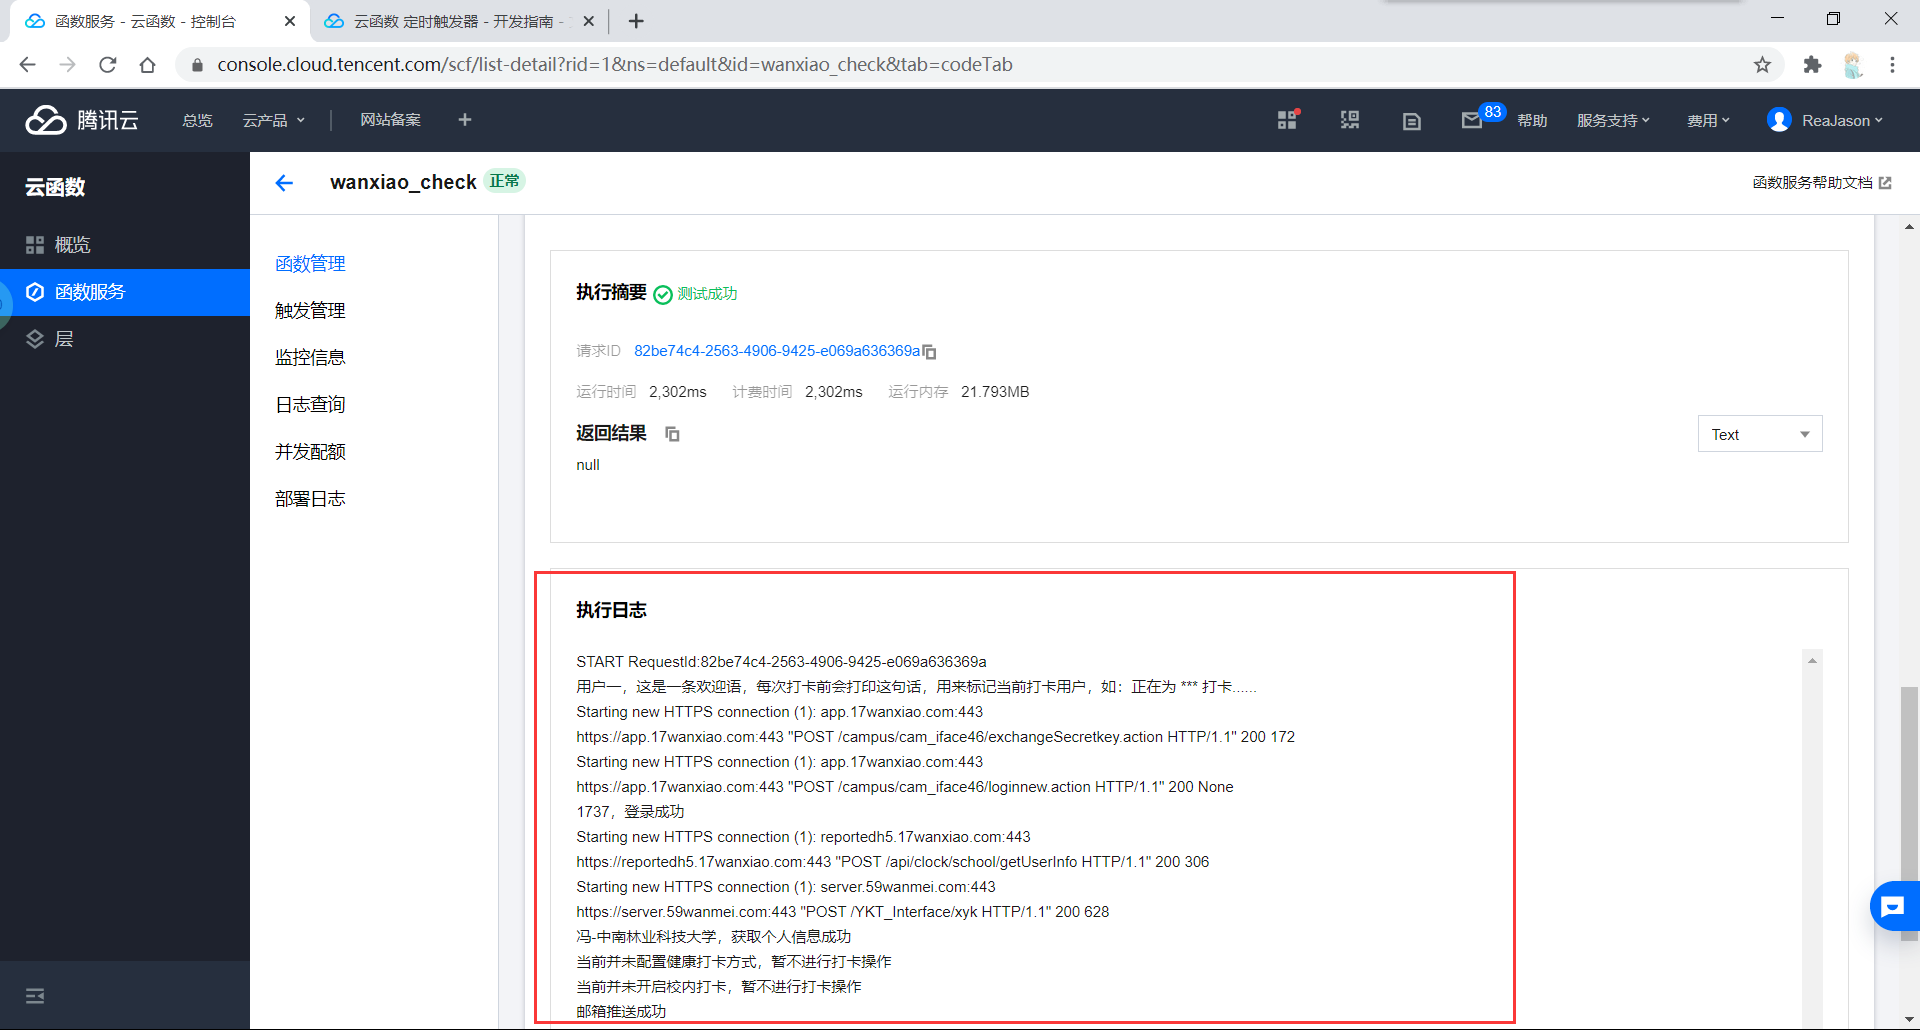 函数服务 - 云函数 - 控制台
云函数 定时触发器 - 开发指南 -
console.cloud.tencent.com/scf/list-detail?rid=1&ns=default&id=wanxiao_check&tab=codeTab
腾讯云
总览
云产品
网站备案
83
帮助
服务支持
费用
ReaJason
云函数
概览
函数服务
层
wanxiao_check 正常
函数服务帮助文档
函数管理
触发管理
监控信息
日志查询
并发配额
部署日志
执行摘要 测试成功
请求ID 82be74c4-2563-4906-9425-e069a636369a
运行时间 2,302ms 计费时间 2,302ms 运行内存 21.793MB
返回结果
Text
null
执行日志
START RequestId:82be74c4-2563-4906-9425-e069a636369a
用户一，这是一条欢迎语，每次打卡前会打印这句话，用来标记当前打卡用户，如：正在为 *** 打卡......
Starting new HTTPS connection (1): app.17wanxiao.com:443
https://app.17wanxiao.com:443 "POST /campus/cam_iface46/exchangeSecretkey.action HTTP/1.1" 200 172
Starting new HTTPS connection (1): app.17wanxiao.com:443
https://app.17wanxiao.com:443 "POST /campus/cam_iface46/loginnew.action HTTP/1.1" 200 None
1737，登录成功
Starting new HTTPS connection (1): reportedh5.17wanxiao.com:443
https://reportedh5.17wanxiao.com:443 "POST /api/clock/school/getUserInfo HTTP/1.1" 200 306
Starting new HTTPS connection (1): server.59wanmei.com:443
https://server.59wanmei.com:443 "POST /YKT_Interface/xyk HTTP/1.1" 200 628
冯-中南林业科技大学，获取个人信息成功
当前并未配置健康打卡方式，暂不进行打卡操作
当前并未开启校内打卡，暂不进行打卡操作
邮箱推送成功